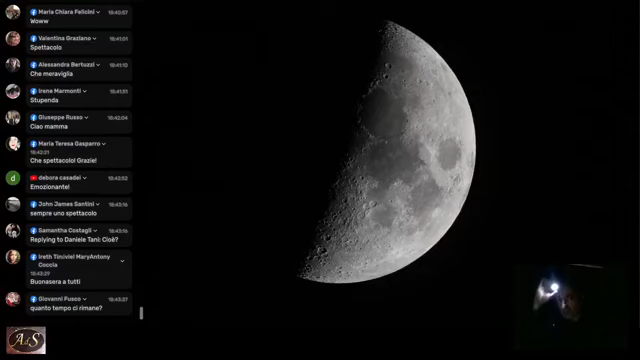 Maria Chiara Felicini 18:40:57
Woww
Valentina Graziano 18:41:01
Spettacolo
Alessandra Bertuzzi 18:41:10
Che meraviglia
Irene Marmonti 18:41:51
Stupenda
Giuseppe Russo 18:42:04
Ciao mamma
Maria Teresa Gasparro
18:42:21
Che spettacolo! Grazie!
d debora casadei 18:42:52
Emozionante!
John James Santini 18:43:16
sempre uno spettacolo
Samantha Costagli 18:43:16
Replying to Daniele Tani: Cioè?
Ireth Tinìviel MaryAntony
Coccia
18:43:29
Buonasera a tutti
Giovanni Fusco 18:43:37
quanto tempo ci rimane?
AdS